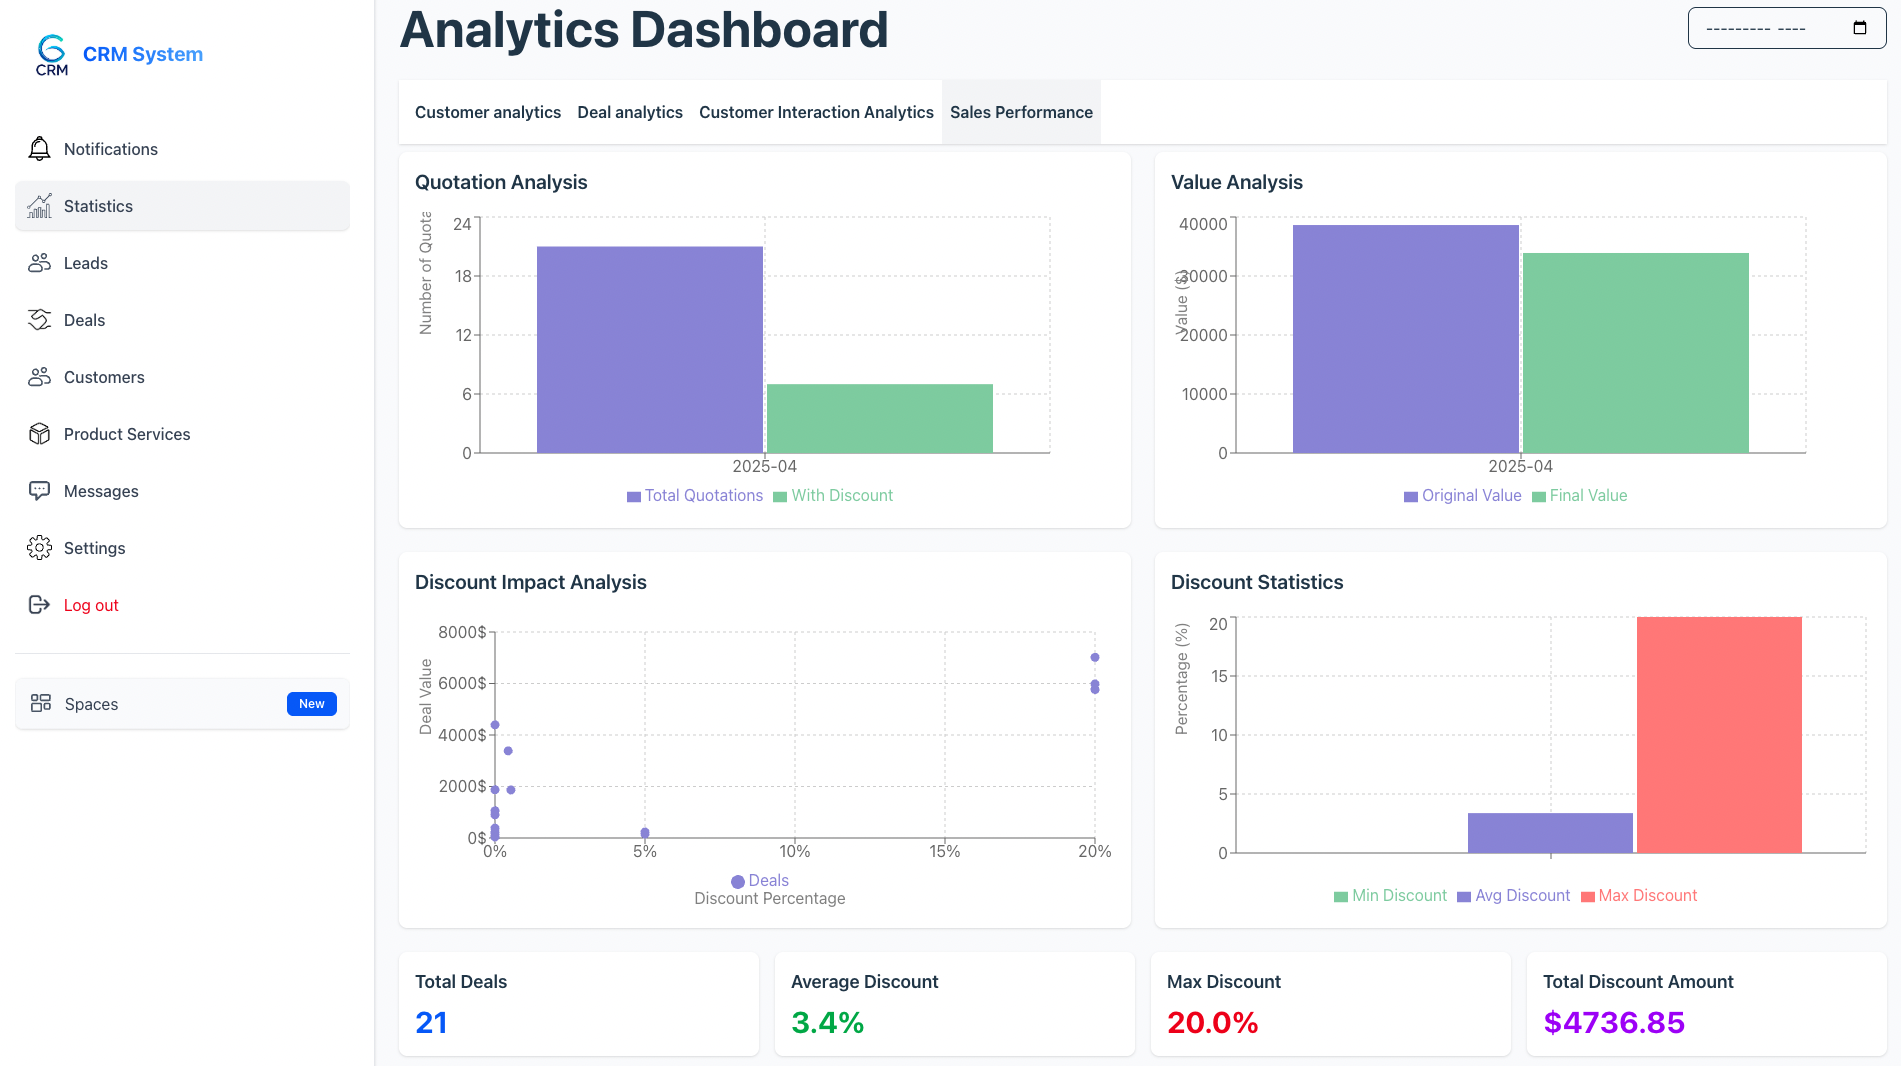 CRM
CRM System
Notifications
Statistics
Leads
Deals
Customers
Product Services
Messages
Settings
Log out
Spaces
New
Analytics Dashboard
--------- ----
Customer analytics
Deal analytics
Customer Interaction Analytics
Sales Performance
Quotation Analysis
Number of Quota
24
18
12
6
0
2025-04
Total Quotations
With Discount
Value Analysis
Value ($)
40000
30000
20000
10000
0
2025-04
Original Value
Final Value
Discount Impact Analysis
Deal Value
8000$
6000$
4000$
2000$
0$
0%
5%
10%
15%
20%
Deals
Discount Percentage
Discount Statistics
Percentage (%)
20
15
10
5
0
Min Discount
Avg Discount
Max Discount
Total Deals
21
Average Discount
3.4%
Max Discount
20.0%
Total Discount Amount
$4736.85